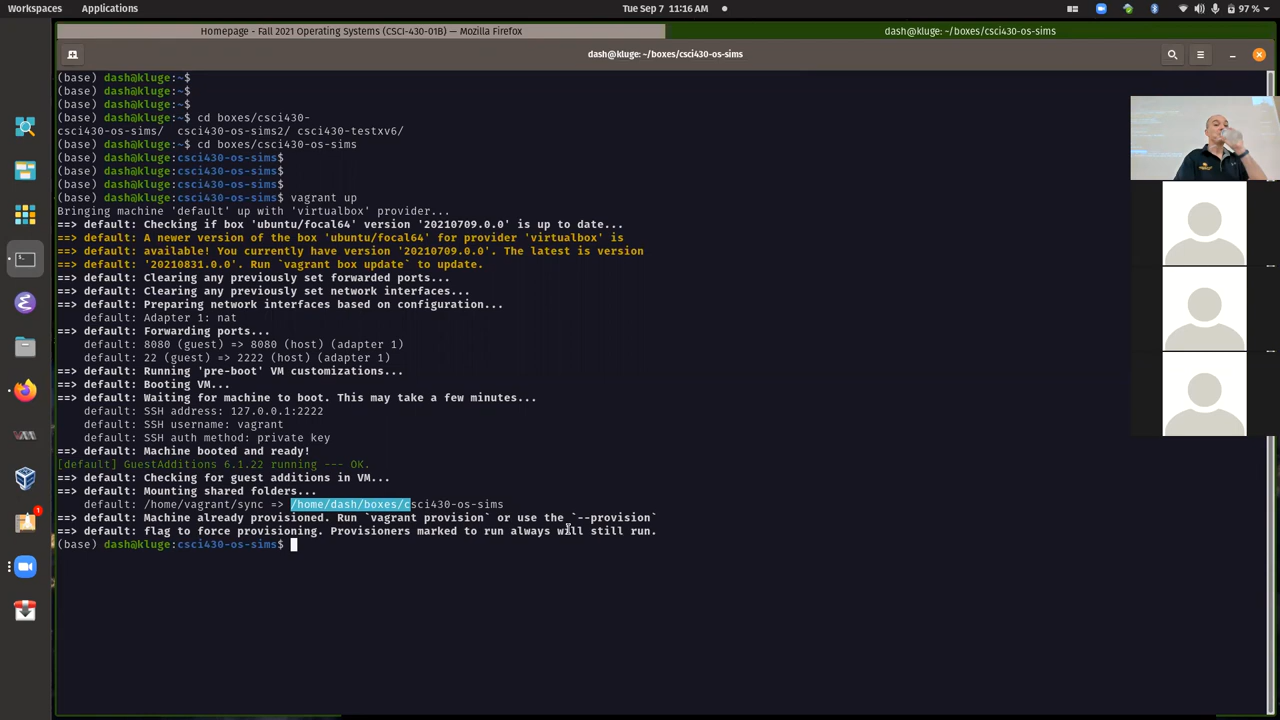 Workspaces Applications Tue Sep 7 11:16 AM 97 %
Homepage - Fall 2021 Operating Systems (CSCI-430-01B) — Mozilla Firefox
dash@kluge: ~/boxes/csci430-os-sims
dash@kluge: ~/boxes/csci430-os-sims
(base) dash@kluge:~$
(base) dash@kluge:~$
(base) dash@kluge:~$
(base) dash@kluge:~$ cd boxes/csci430-
csci430-os-sims/ csci430-os-sims2/ csci430-testxv6/
(base) dash@kluge:~$ cd boxes/csci430-os-sims
(base) dash@kluge:csci430-os-sims$
(base) dash@kluge:csci430-os-sims$
(base) dash@kluge:csci430-os-sims$
(base) dash@kluge:csci430-os-sims$ vagrant up
Bringing machine 'default' up with 'virtualbox' provider...
==> default: Checking if box 'ubuntu/focal64' version '20210709.0.0' is up to date...
==> default: A newer version of the box 'ubuntu/focal64' for provider 'virtualbox' is
==> default: available! You currently have version '20210709.0.0'. The latest is version
==> default: '20210831.0.0'. Run `vagrant box update` to update.
==> default: Clearing any previously set forwarded ports...
==> default: Clearing any previously set network interfaces...
==> default: Preparing network interfaces based on configuration...
default: Adapter 1: nat
==> default: Forwarding ports...
default: 8080 (guest) => 8080 (host) (adapter 1)
default: 22 (guest) => 2222 (host) (adapter 1)
==> default: Running 'pre-boot' VM customizations...
==> default: Booting VM...
==> default: Waiting for machine to boot. This may take a few minutes...
default: SSH address: 127.0.0.1:2222
default: SSH username: vagrant
default: SSH auth method: private key
==> default: Machine booted and ready!
[default] GuestAdditions 6.1.22 running --- OK.
==> default: Checking for guest additions in VM...
==> default: Mounting shared folders...
default: /home/vagrant/sync => /home/dash/boxes/csci430-os-sims
==> default: Machine already provisioned. Run `vagrant provision` or use the `--provision`
==> default: flag to force provisioning. Provisioners marked to run always will still run.
(base) dash@kluge:csci430-os-sims$